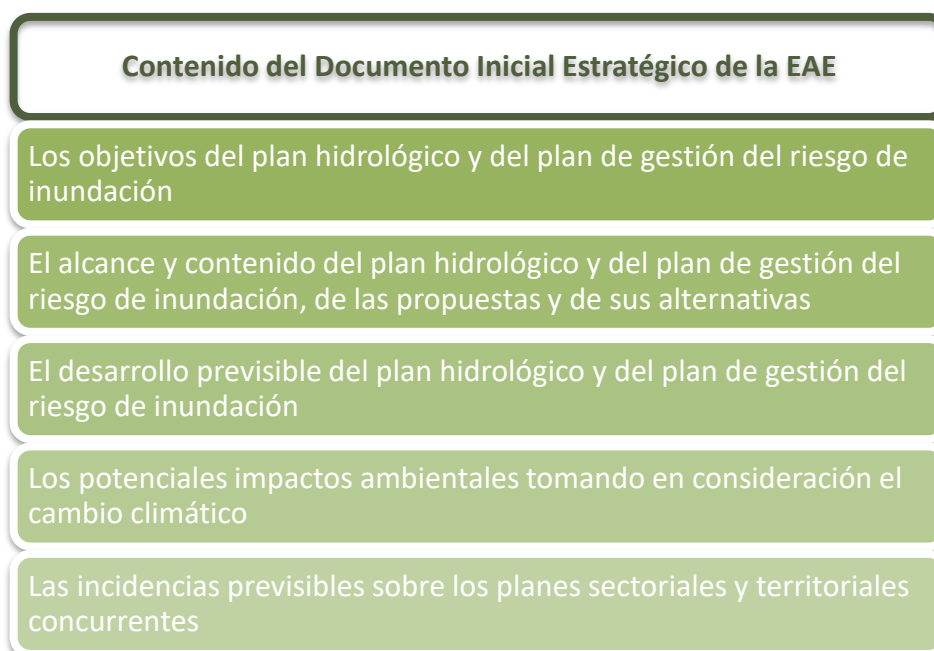 Contenido del Documento Inicial Estratégico de la EAE
Los objetivos del plan hidrológico y del plan de gestión del riesgo de
inundación
El alcance y contenido del plan hidrológico y del plan de gestión del
riesgo de inundación, de las propuestas y de sus alternativas
El desarrollo previsible del plan hidrológico y del plan de gestión del
riesgo de inundación
Los potenciales impactos ambientales tomando en consideración el
cambio climático
Las incidencias previsibles sobre los planes sectoriales y territoriales
concurrentes